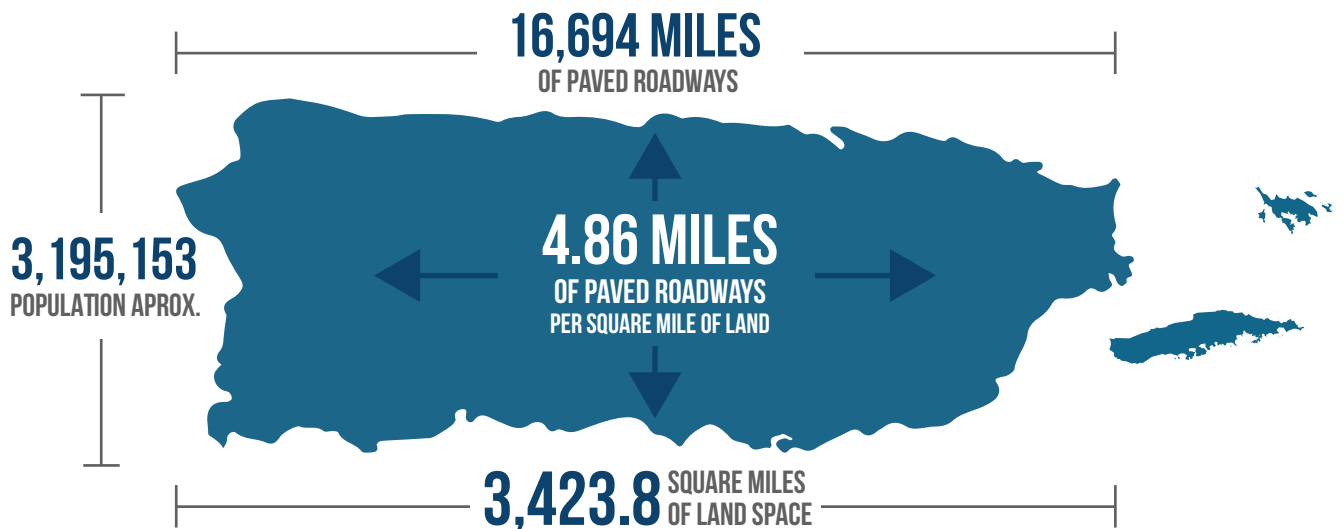 16,694 MILES
OF PAVED ROADWAYS
3,195,153
POPULATION APROX.
4.86 MILES
OF PAVED ROADWAYS
PER SQUARE MILE OF LAND
3,423.8 SQUARE MILES
OF LAND SPACE